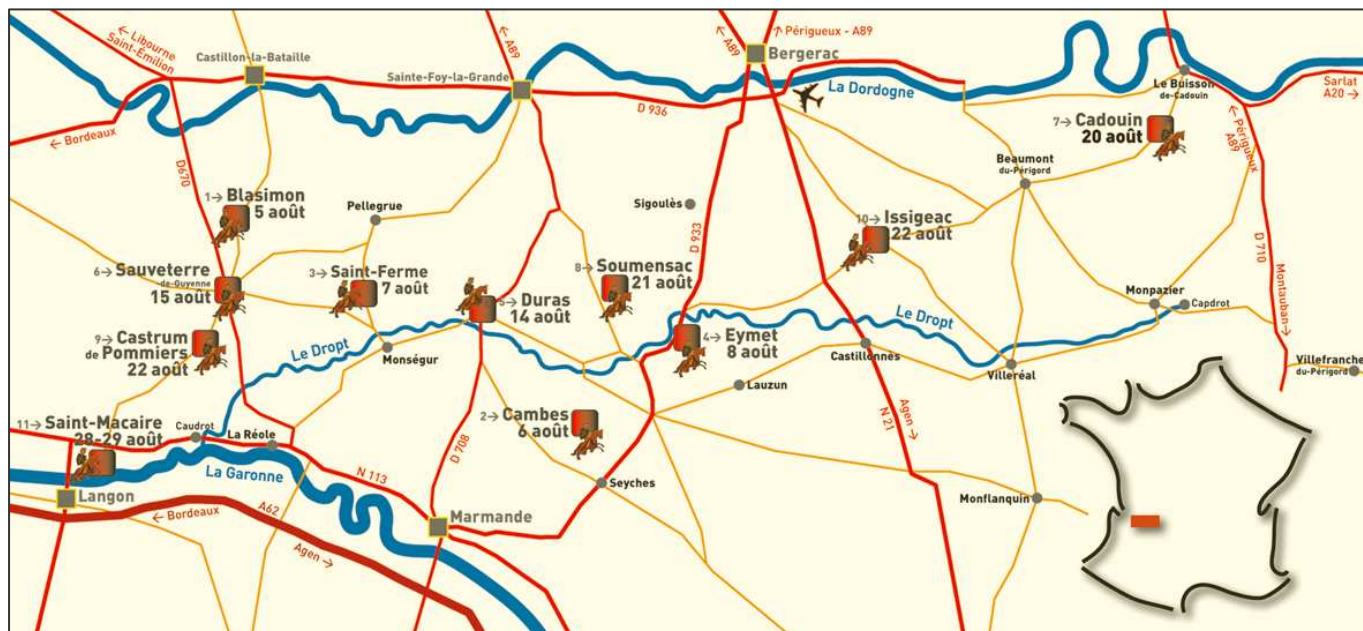 ← Libourne
Saint-Émilion
Castillon-la-Bataille
← A89
Sainte-Foy-la-Grande
← A89
↗ Périgueux - A89
Bergerac
La Dordogne
D 936
Le Buisson
de-Cadouin
Sarlat
A20 →
← Bordeaux
D670
7→ Cadouin
20 août
← Périgueux
A89
Beaumont
du-Périgord
1→ Blasimon
5 août
Pellegrue
Sigoulès
D 933
10→ Issigeac
22 août
D 710
6→ Sauveterre
de-Guyenne
15 août
3→ Saint-Ferme
7 août
5→ Duras
14 août
8→ Soumensac
21 août
Montauban →
Monpazier
Capdrot
9→ Castrum
de Pommiers
22 août
Le Dropt
Monségur
4→ Eymet
8 août
Le Dropt
Castillonnès
Villeréal
Villefranche
du-Périgord
Lauzun
11→ Saint-Macaire
28-29 août
Caudrot
La Réole
2→ Cambes
6 août
D 708
Agen →
N 21
La Garonne
N 113
Seyches
Langon
← Bordeaux
A62
Marmande
Monflanquin
Agen →